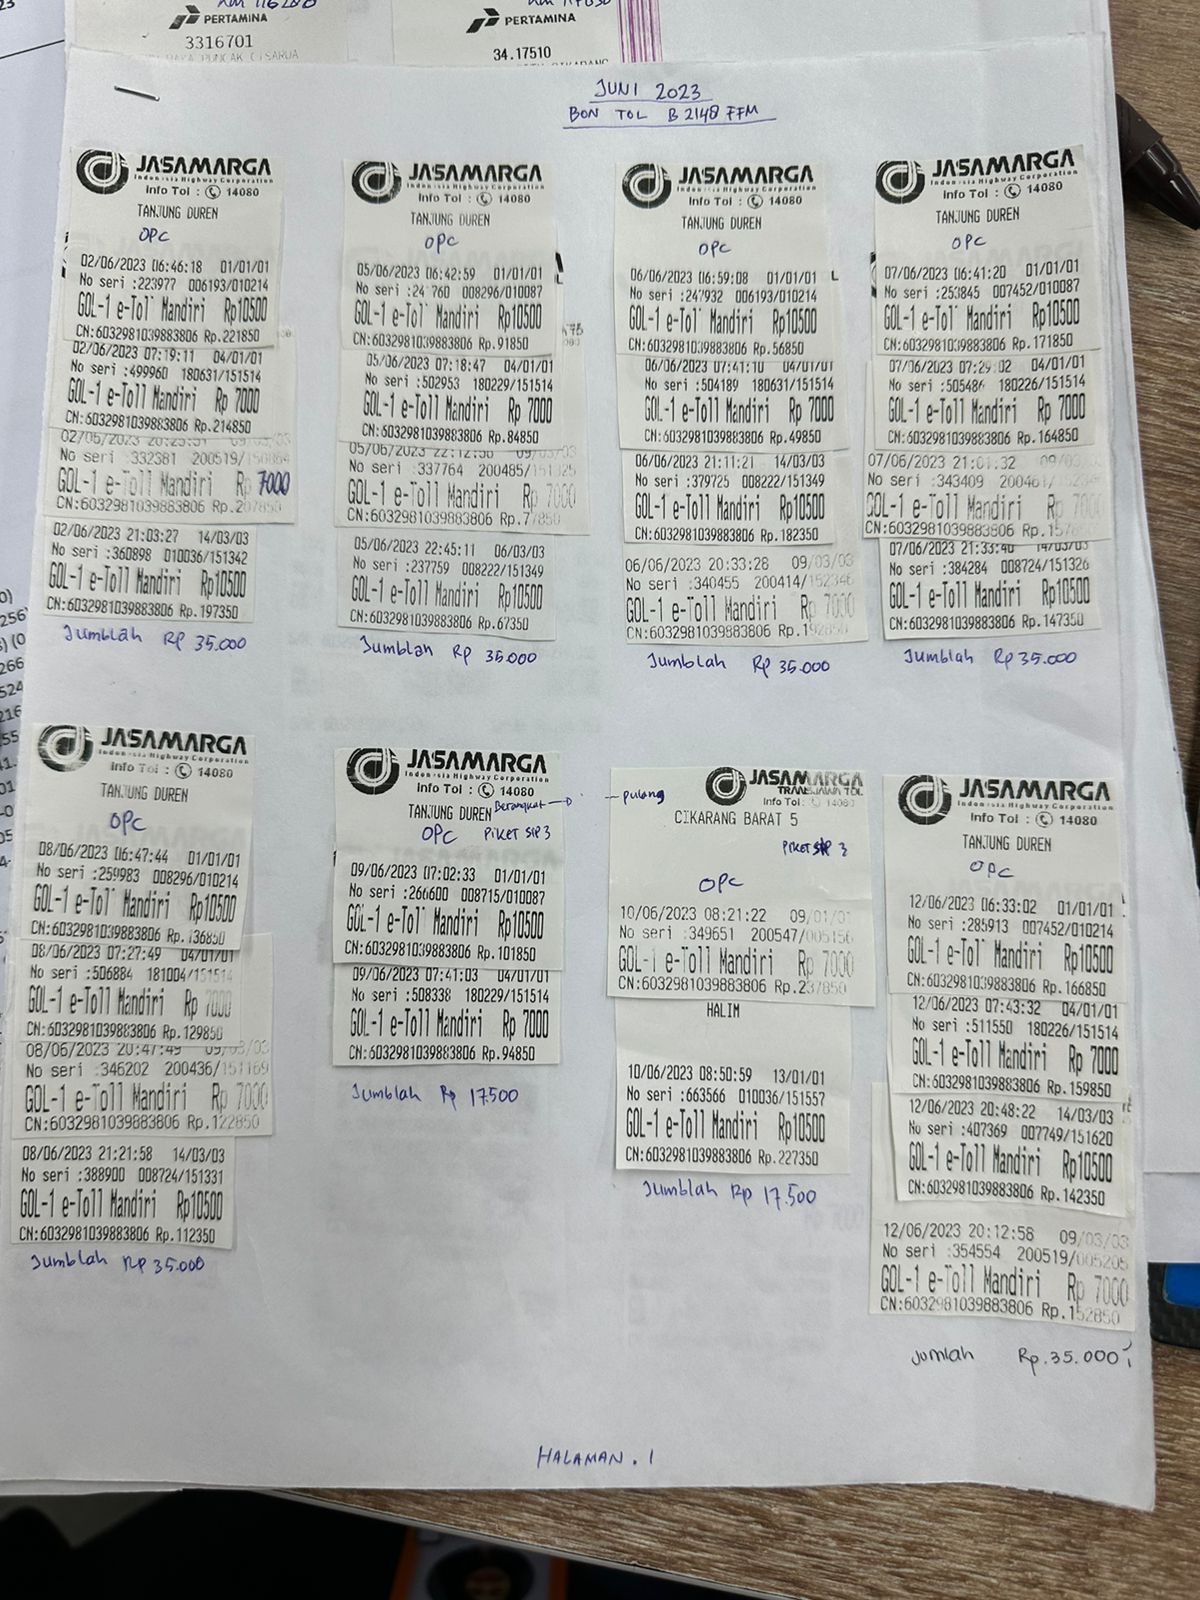 KM 116200
PERTAMINA
3316701
PERTAMINA
34.17510
JUNI 2023
BON TOL B 2148 FFM
JASAMARGA
Indonesia Highway Corporation
Info Tol : 14080
TANJUNG DUREN
OPC
02/06/2023 06:46:18 01/01/01
No seri :223977 006193/010214
GOL-1 e-Tol Mandiri Rp10500
CN:6032981039883806 Rp.221850
02/06/2023 07:19:11 04/01/01
No seri :499960 180631/151514
GOL-1 e-Toll Mandiri Rp 7000
CN:6032981039883806 Rp.214850
No seri :332381 200519/
GOL-1 e-Toll Mandiri Rp 7000
CN:6032981039883806 Rp.207850
02/06/2023 21:03:27 14/03/03
No seri :360898 010036/151342
GOL-1 e-Toll Mandiri Rp10500
CN:6032981039883806 Rp.197350
Jumblah Rp 35.000
JASAMARGA
Indonesia Highway Corporation
Info Tol : 14080
TANJUNG DUREN
OPC
05/06/2023 06:42:59 01/01/01
No seri :24 760 008296/010087
GOL-1 e-Tol Mandiri Rp10500
CN:6032981039883806 Rp.91850
05/06/2023 07:18:47 04/01/01
No seri :502953 180229/151514
GOL-1 e-Toll Mandiri Rp 7000
CN:6032981039883806 Rp.84850
No seri :337764 200485/151325
GOL-1 e-Toll Mandiri Rp 7000
CN:6032981039883806 Rp.77850
05/06/2023 22:45:11 06/03/03
No seri :237759 008222/151349
GOL-1 e-Toll Mandiri Rp10500
CN:6032981039883806 Rp.67350
Jumblah Rp 35.000
JASAMARGA
Indonesia Highway Corporation
Info Tol : 14080
TANJUNG DUREN
OPC
06/06/2023 06:59:08 01/01/01
No seri :247932 006193/010214
GOL-1 e-Tol Mandiri Rp10500
CN:6032981039883806 Rp.56850
06/06/2023 07:41:10 04/01/01
No seri :504189 180631/151514
GOL-1 e-Toll Mandiri Rp 7000
CN:6032981039883806 Rp.49850
06/06/2023 21:11:21 14/03/03
No seri :379725 008222/151349
GOL-1 e-Toll Mandiri Rp10500
CN:6032981039883806 Rp.182350
06/06/2023 20:33:28 09/03/03
No seri :340455 200414/152346
GOL-1 e-Toll Mandiri Rp 7000
CN:6032981039883806 Rp.192850
Jumblah Rp 35.000
JASAMARGA
Indonesia Highway Corporation
Info Tol : 14080
TANJUNG DUREN
OPC
07/06/2023 06:41:20 01/01/01
No seri :253845 007452/010087
GOL-1 e-Tol Mandiri Rp10500
CN:6032981039883806 Rp.171850
07/06/2023 07:29:02 04/01/01
No seri :505486 180226/151514
GOL-1 e-Toll Mandiri Rp 7000
CN:6032981039883806 Rp.164850
07/06/2023 21:01:32 09/03
No seri :343409 200461/
GOL-1 e-Toll Mandiri Rp 7000
CN:6032981039883806 Rp.157850
07/06/2023 21:33:40 14/03/03
No seri :384284 008724/151326
GOL-1 e-Toll Mandiri Rp10500
CN:6032981039883806 Rp.147350
Jumblah Rp 35.000
JASAMARGA
Indonesia Highway Corporation
Info Tol : 14080
TANJUNG DUREN
OPC
08/06/2023 06:47:44 01/01/01
No seri :259983 008296/010214
GOL-1 e-Tol Mandiri Rp10500
CN:6032981039883806 Rp.136850
08/06/2023 07:27:49 04/01/01
No seri :506884 181004/151514
GOL-1 e-Toll Mandiri Rp 7000
CN:6032981039883806 Rp.129850
08/06/2023 20:47:49 09/03/03
No seri :346202 200436/151169
GOL-1 e-Toll Mandiri Rp 7000
CN:6032981039883806 Rp.122850
08/06/2023 21:21:58 14/03/03
No seri :388900 008724/151331
GOL-1 e-Toll Mandiri Rp10500
CN:6032981039883806 Rp.112350
Jumblah Rp 35.000
JASAMARGA
Indonesia Highway Corporation
Info Tol : 14080
TANJUNG DUREN Berangkat
OPC PIKET SIP 3
09/06/2023 07:02:33 01/01/01
No seri :266600 008715/010087
GOL-1 e-Tol Mandiri Rp10500
CN:6032981039883806 Rp.101850
09/06/2023 07:41:03 04/01/01
No seri :508338 180229/151514
GOL-1 e-Toll Mandiri Rp 7000
CN:6032981039883806 Rp.94850
Jumblah Rp 17.500
pulang
JASAMARGA
TRANSJAWA TOL
Info Tol : 14080
CIKARANG BARAT 5
PIKET SIP 3
OPC
10/06/2023 08:21:22 09/01/01
No seri :349651 200547/005156
GOL-1 e-Toll Mandiri Rp 7000
CN:6032981039883806 Rp.237850
HALIM
10/06/2023 08:50:59 13/01/01
No seri :663566 010036/151557
GOL-1 e-Toll Mandiri Rp10500
CN:6032981039883806 Rp.227350
Jumblah Rp 17.500
JASAMARGA
Indonesia Highway Corporation
Info Tol : 14080
TANJUNG DUREN
OPC
12/06/2023 06:33:02 01/01/01
No seri :285913 007452/010214
GOL-1 e-Tol Mandiri Rp10500
CN:6032981039883806 Rp.166850
12/06/2023 07:43:32 04/01/01
No seri :511550 180226/151514
GOL-1 e-Toll Mandiri Rp 7000
CN:6032981039883806 Rp.159850
12/06/2023 20:48:22 14/03/03
No seri :407369 007749/151620
GOL-1 e-Toll Mandiri Rp10500
CN:6032981039883806 Rp.142350
12/06/2023 20:12:58 09/03/03
No seri :354554 200519/005205
GOL-1 e-Toll Mandiri Rp 7000
CN:6032981039883806 Rp.152850
Jumlah Rp.35.000
HALAMAN . 1